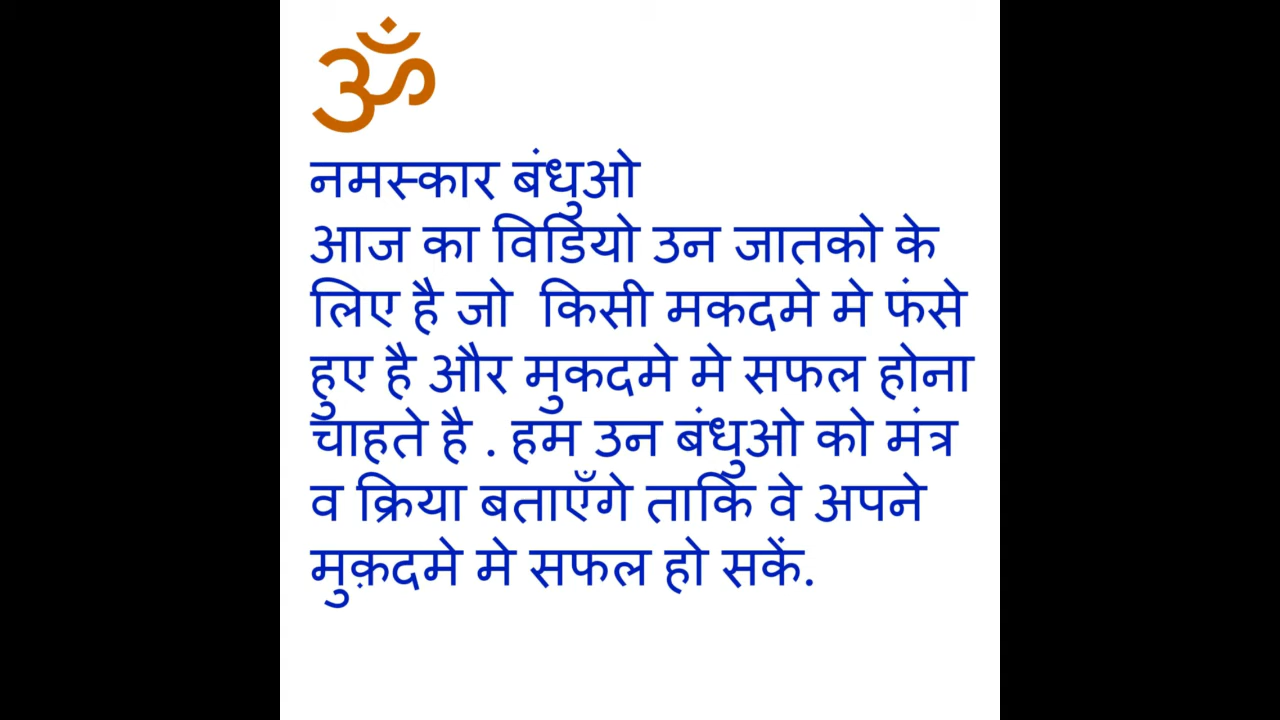 ॐ
नमस्कार बंधुओ
आज का विडियो उन जातको के
लिए है जो किसी मकदमे मे फंसे
हुए है और मुकदमे मे सफल होना
चाहते है . हम उन बंधुओ को मंत्र
व क्रिया बताएँगे ताकि वे अपने
मुक़दमे मे सफल हो सकें.